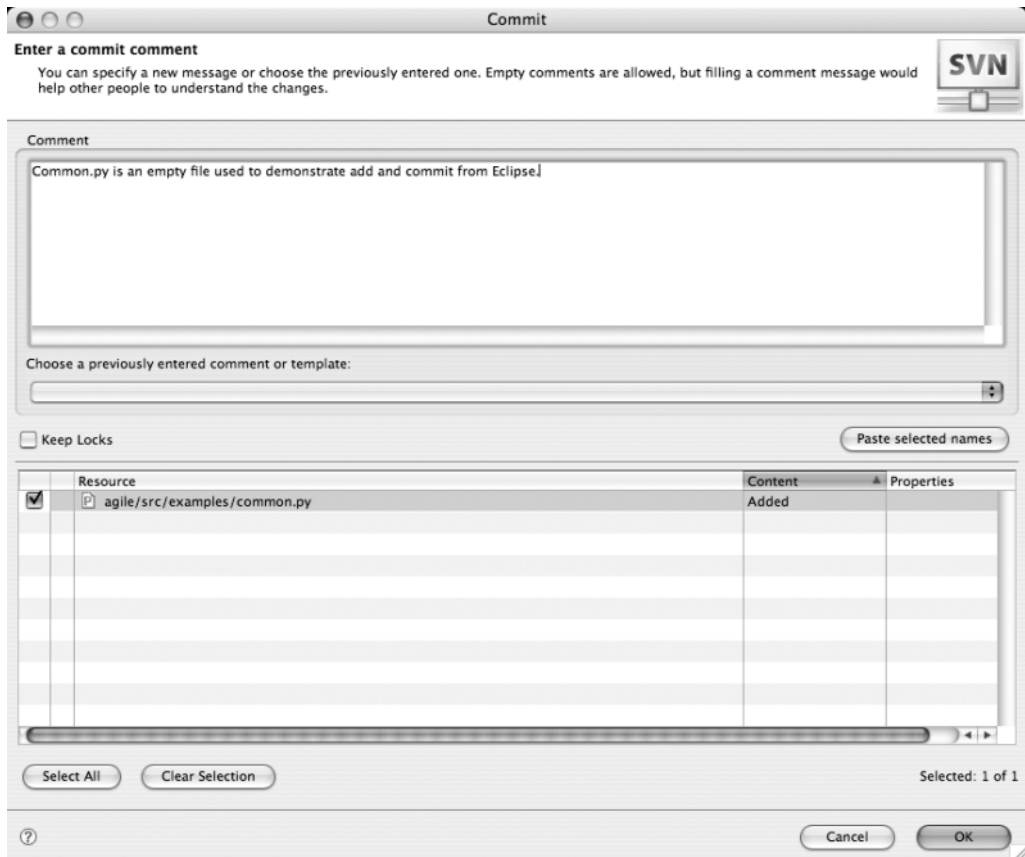 Commit
Enter a commit comment
You can specify a new message or choose the previously entered one. Empty comments are allowed, but filling a comment message would
help other people to understand the changes.
SVN
Comment
Common.py is an empty file used to demonstrate add and commit from Eclipse.
Choose a previously entered comment or template:
Keep Locks
Paste selected names
Resource Content Properties
P agile/src/examples/common.py Added
Select All Clear Selection Selected: 1 of 1
? Cancel OK